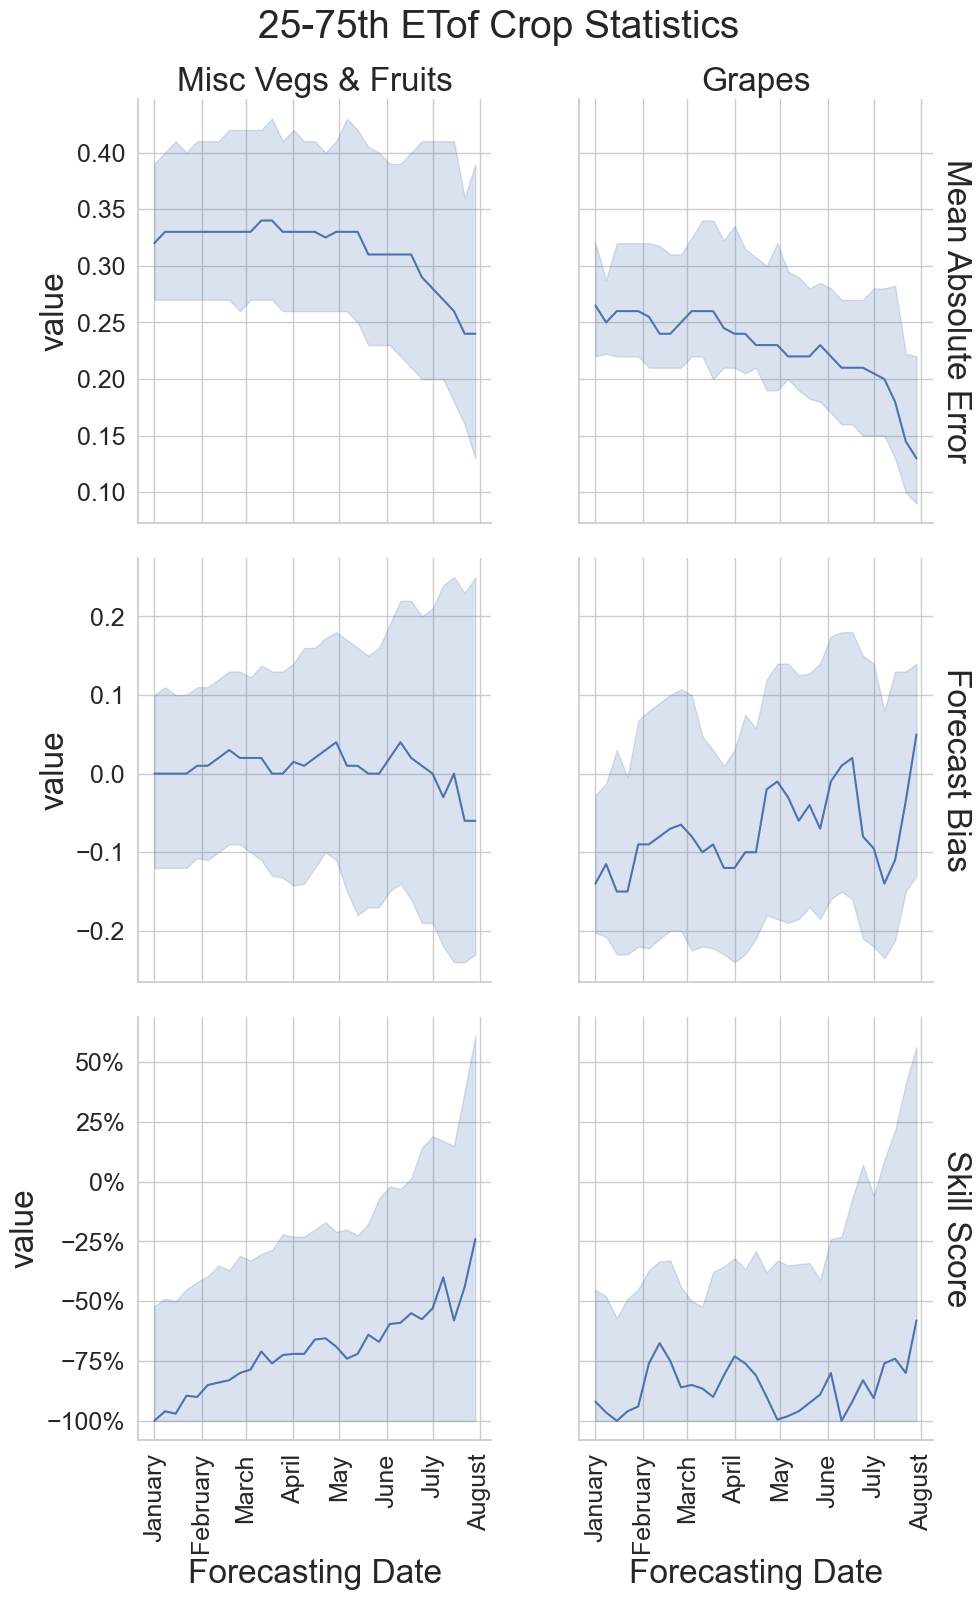 25-75th ETof Crop Statistics
Misc Vegs & Fruits
Grapes
value
0.40
0.35
0.30
0.25
0.20
0.15
0.10
Mean Absolute Error
value
0.2
0.1
0.0
−0.1
−0.2
Forecast Bias
value
50%
25%
0%
−25%
−50%
−75%
−100%
Skill Score
January
February
March
April
May
June
July
August
Forecasting Date
January
February
March
April
May
June
July
August
Forecasting Date